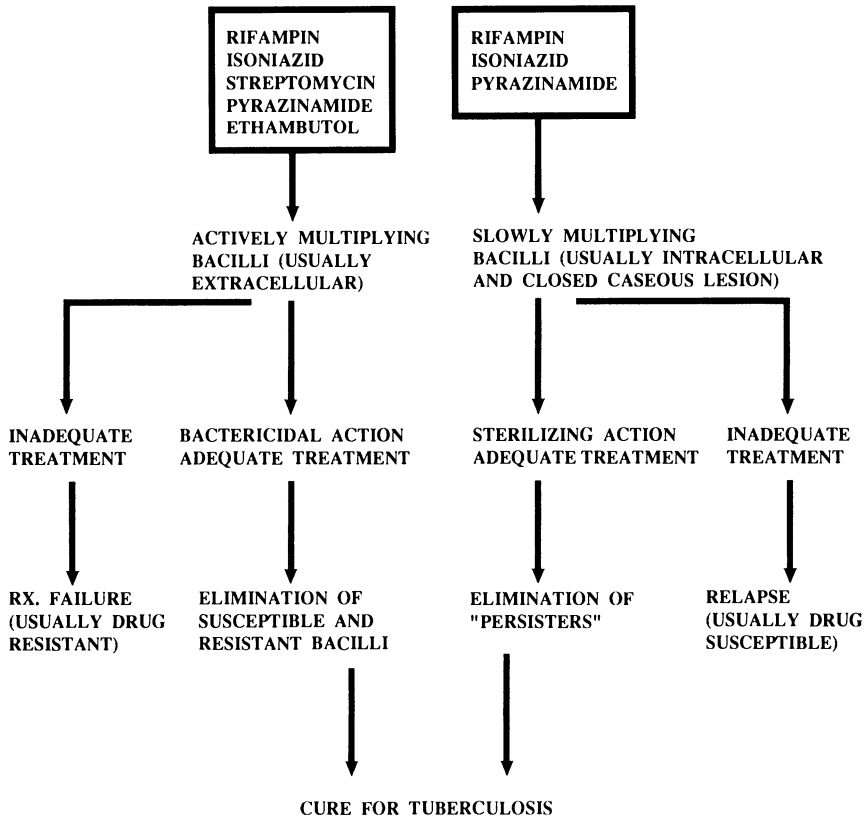 RIFAMPIN
ISONIAZID
STREPTOMYCIN
PYRAZINAMIDE
ETHAMBUTOL
RIFAMPIN
ISONIAZID
PYRAZINAMIDE
ACTIVELY MULTIPLYING
BACILLI (USUALLY
EXTRACELLULAR)
SLOWLY MULTIPLYING
BACILLI (USUALLY INTRACELLULAR
AND CLOSED CASEOUS LESION)
INADEQUATE
TREATMENT
BACTERICIDAL ACTION
ADEQUATE TREATMENT
STERILIZING ACTION
ADEQUATE TREATMENT
INADEQUATE
TREATMENT
RX. FAILURE
(USUALLY DRUG
RESISTANT)
ELIMINATION OF
SUSCEPTIBLE AND
RESISTANT BACILLI
ELIMINATION OF
"PERSISTERS"
RELAPSE
(USUALLY DRUG
SUSCEPTIBLE)
CURE FOR TUBERCULOSIS